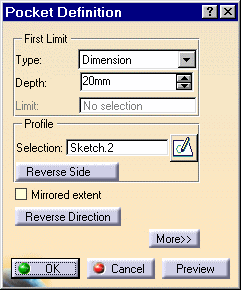 Pocket Definition
First Limit
Type: Dimension
Depth: 20mm
Limit: No selection
Profile
Selection: Sketch.2
Reverse Side
Mirrored extent
Reverse Direction
More>>
OK Cancel Preview